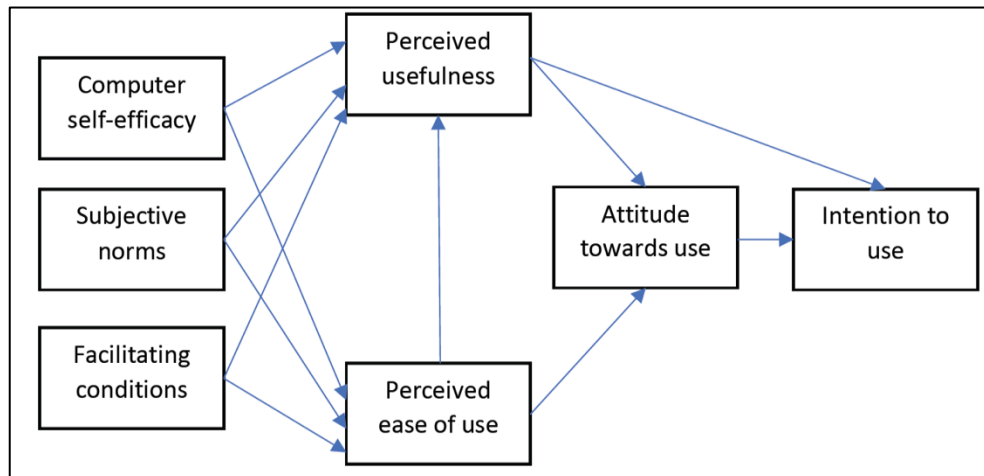 Computer
self-efficacy
Subjective
norms
Facilitating
conditions
Perceived
usefulness
Perceived
ease of use
Attitude
towards use
Intention to
use